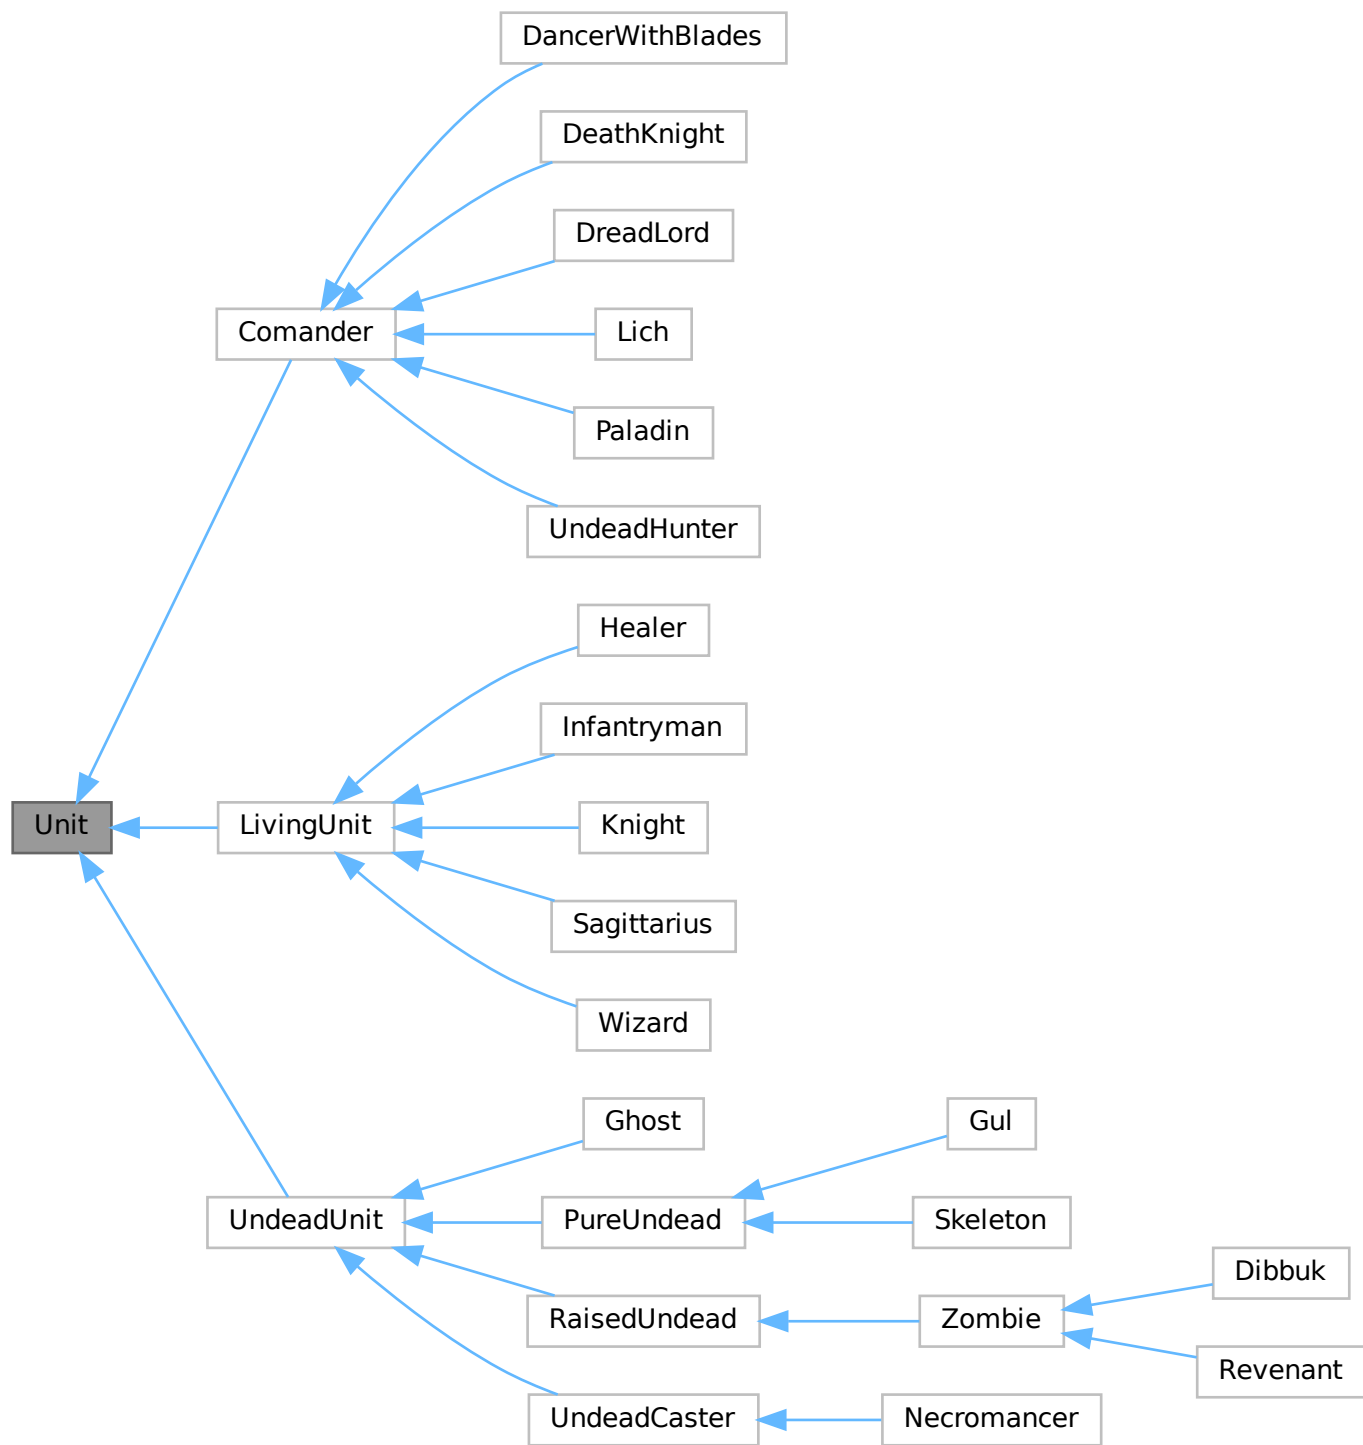 DancerWithBlades
DeathKnight
DreadLord
Comander
Lich
Paladin
UndeadHunter
Healer
Infantryman
Unit
LivingUnit
Knight
Sagittarius
Wizard
Ghost
Gul
UndeadUnit
PureUndead
Skeleton
Dibbuk
RaisedUndead
Zombie
Revenant
UndeadCaster
Necromancer